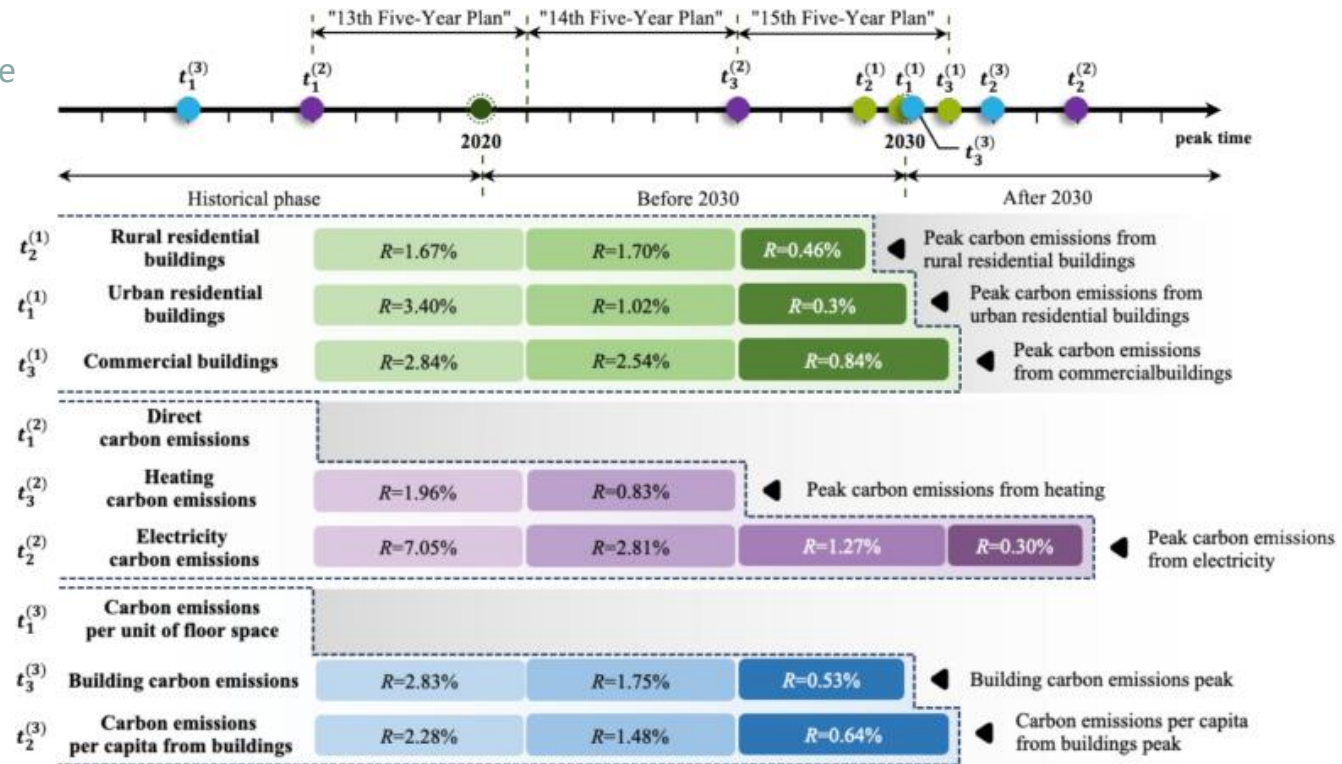 "13th Five-Year Plan" "14th Five-Year Plan" "15th Five-Year Plan"
e
t₁⁽³⁾ t₁⁽²⁾ t₃⁽²⁾ t₂⁽¹⁾ t₁⁽¹⁾ t₃⁽¹⁾ t₂⁽³⁾ t₂⁽²⁾
2020 2030 t₃⁽³⁾ peak time
Historical phase Before 2030 After 2030
t₂⁽¹⁾ Rural residential
buildings
R=1.67% R=1.70% R=0.46%
Peak carbon emissions from
rural residential buildings
t₁⁽¹⁾ Urban residential
buildings
R=3.40% R=1.02% R=0.3%
Peak carbon emissions from
urban residential buildings
t₃⁽¹⁾ Commercial buildings
R=2.84% R=2.54% R=0.84%
Peak carbon emissions
from commercialbuildings
t₁⁽²⁾ Direct
carbon emissions
t₃⁽²⁾ Heating
carbon emissions
R=1.96% R=0.83%
Peak carbon emissions from heating
t₂⁽²⁾ Electricity
carbon emissions
R=7.05% R=2.81% R=1.27% R=0.30%
Peak carbon emissions
from electricity
t₁⁽³⁾ Carbon emissions
per unit of floor space
t₃⁽³⁾ Building carbon emissions
R=2.83% R=1.75% R=0.53%
Building carbon emissions peak
t₂⁽³⁾ Carbon emissions
per capita from buildings
R=2.28% R=1.48% R=0.64%
Carbon emissions per capita
from buildings peak